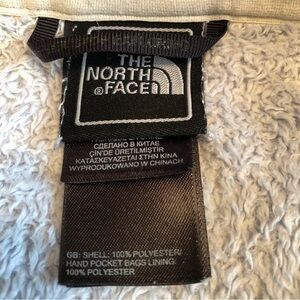 THE
NORTH
FACE
®
СДЕЛАНО В КИТАЕ
ÇİN'DE ÜRETİLMİŞTİR
ΚΑΤΑΣΚΕΥΑΖΕΤΑΙ ΣΤΗΝ ΚΙΝΑ
WYPRODUKOWANO W CHINACH
GB: SHELL: 100% POLYESTER/
HAND POCKET BAGS LINING:
100% POLYESTER